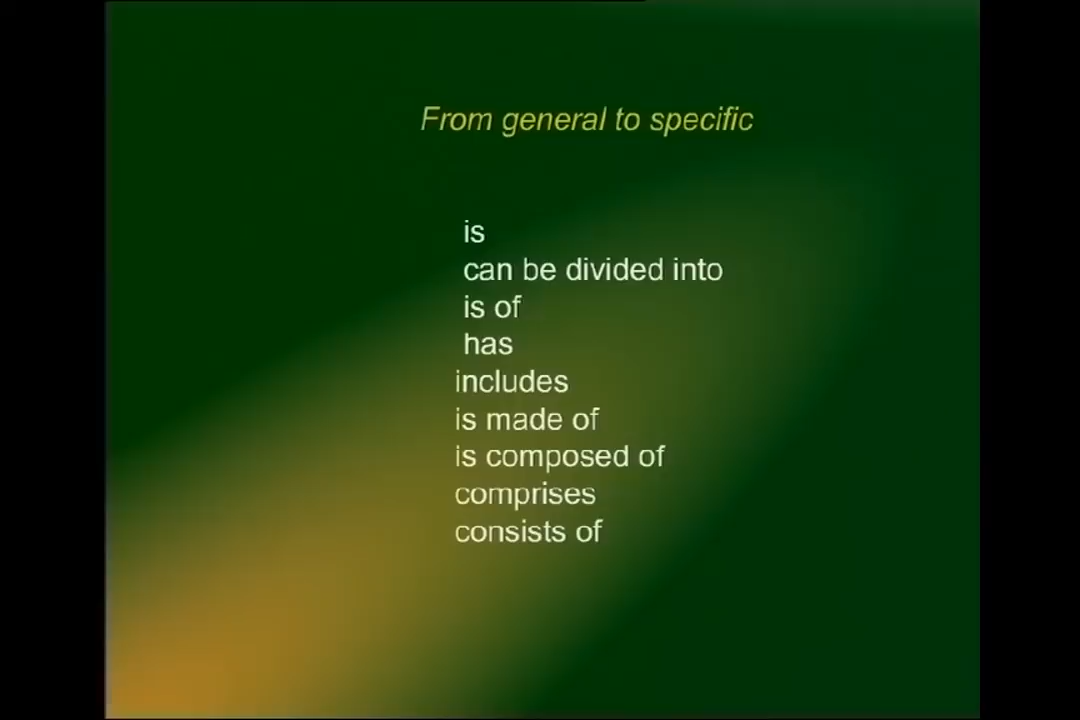 From general to specific
is
can be divided into
is of
has
includes
is made of
is composed of
comprises
consists of